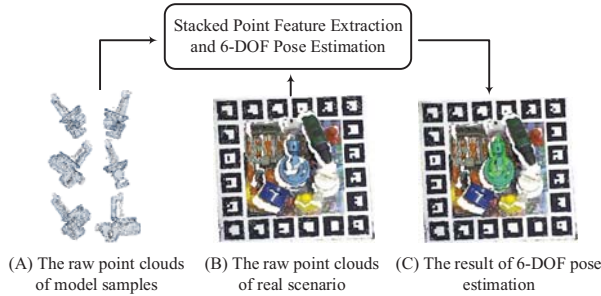 Stacked Point Feature Extraction
and 6-DOF Pose Estimation
(A) The raw point clouds
of model samples
(B) The raw point clouds
of real scenario
(C) The result of 6-DOF pose
estimation